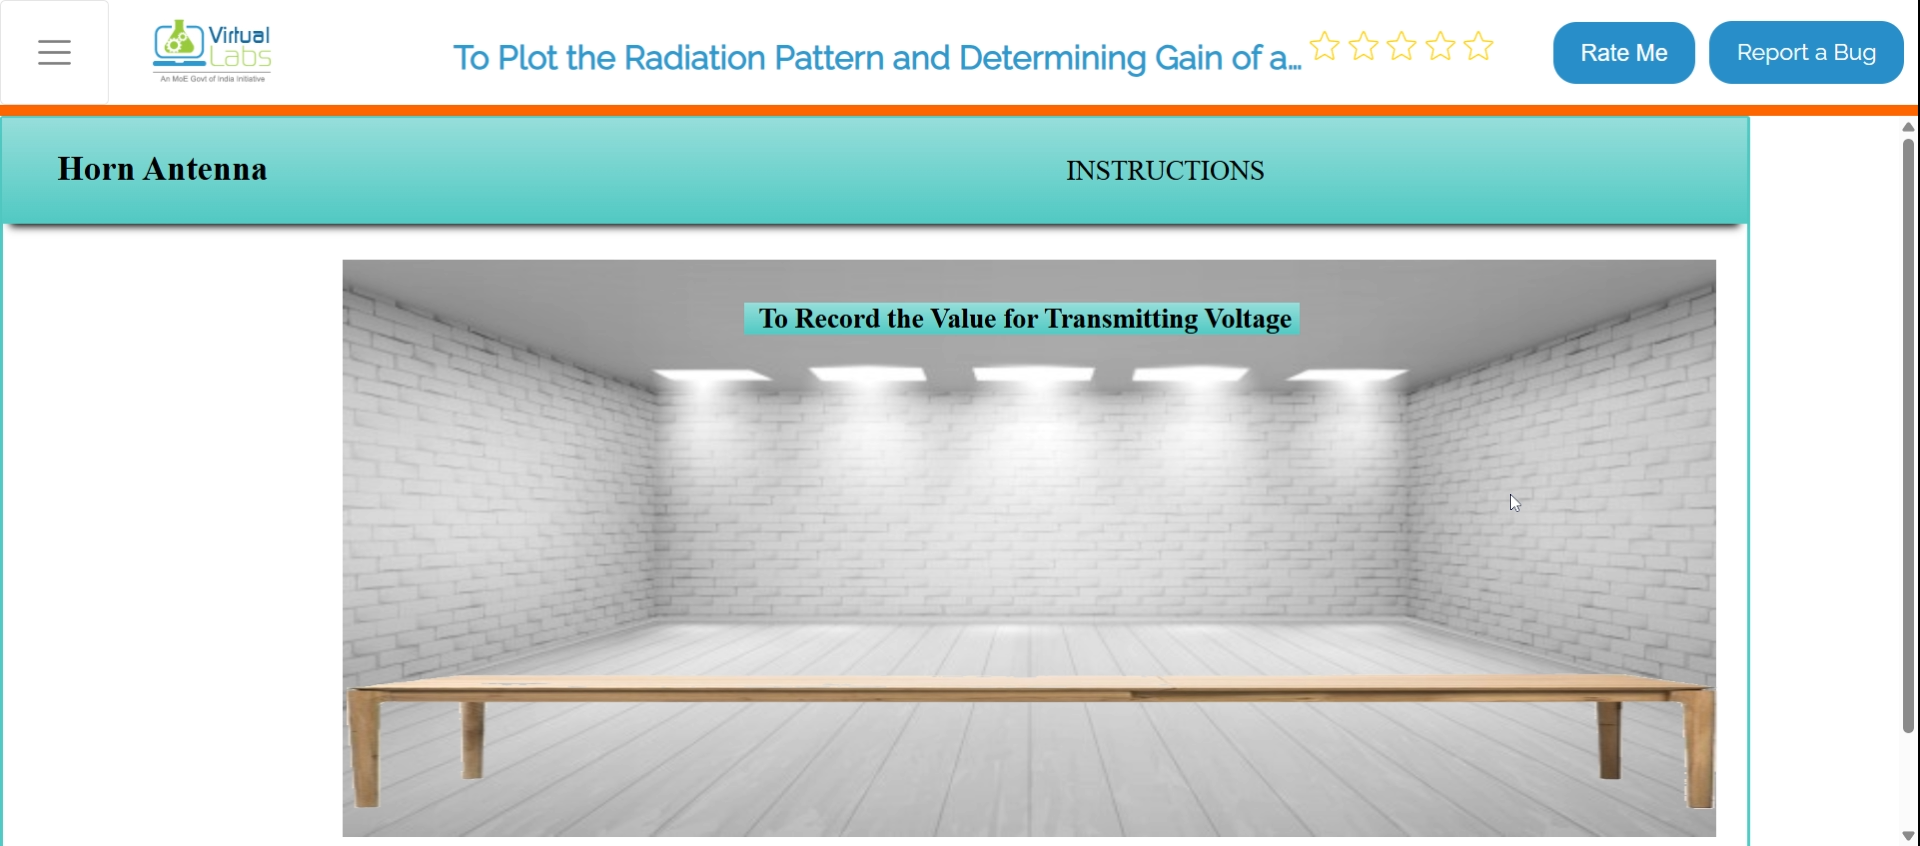 Virtual
Labs
An MoE Govt of India Initiative
To Plot the Radiation Pattern and Determining Gain of a...
Rate Me
Report a Bug
Horn Antenna
INSTRUCTIONS
To Record the Value for Transmitting Voltage